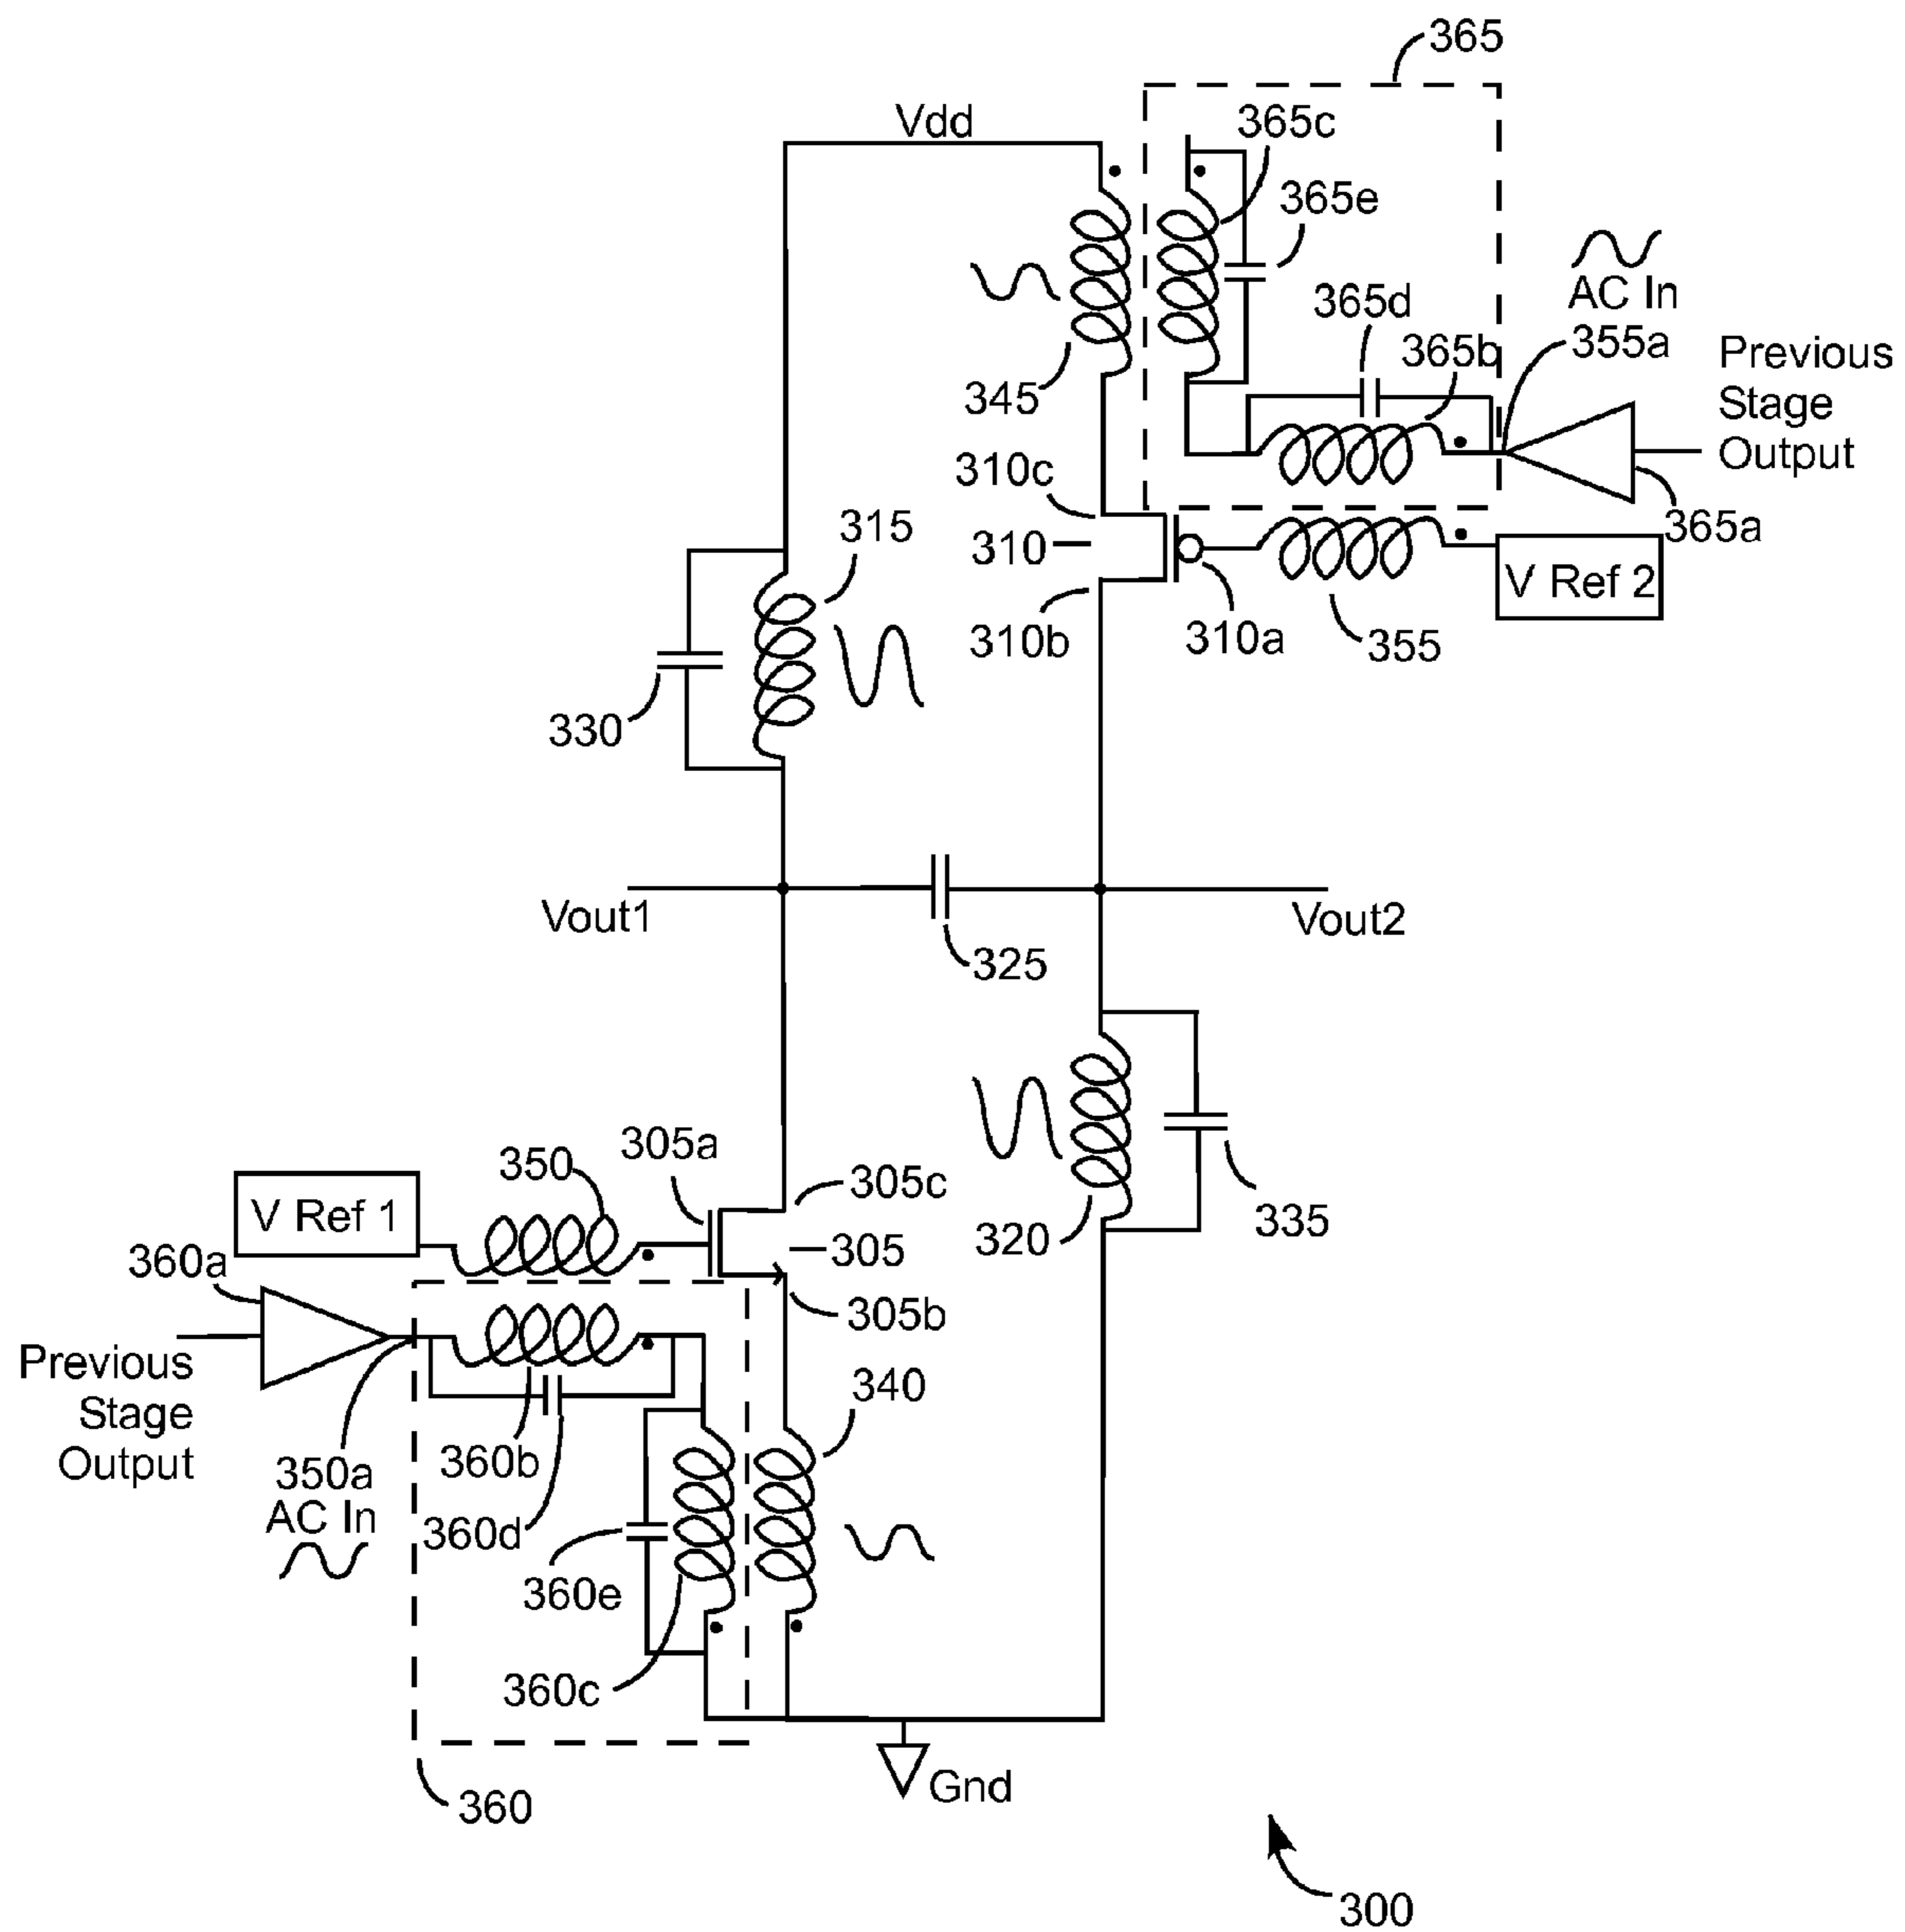 365
Vdd
365c
365e
AC In
365d
365b
355a
Previous
Stage
Output
345
310c
315
310
365a
V Ref 2
310b
310a
355
330
Vout1
Vout2
325
305a
350
305c
V Ref 1
335
320
305
360a
305b
Previous
Stage
Output
340
360b
350a
AC In
360d
360e
360c
Gnd
360
300